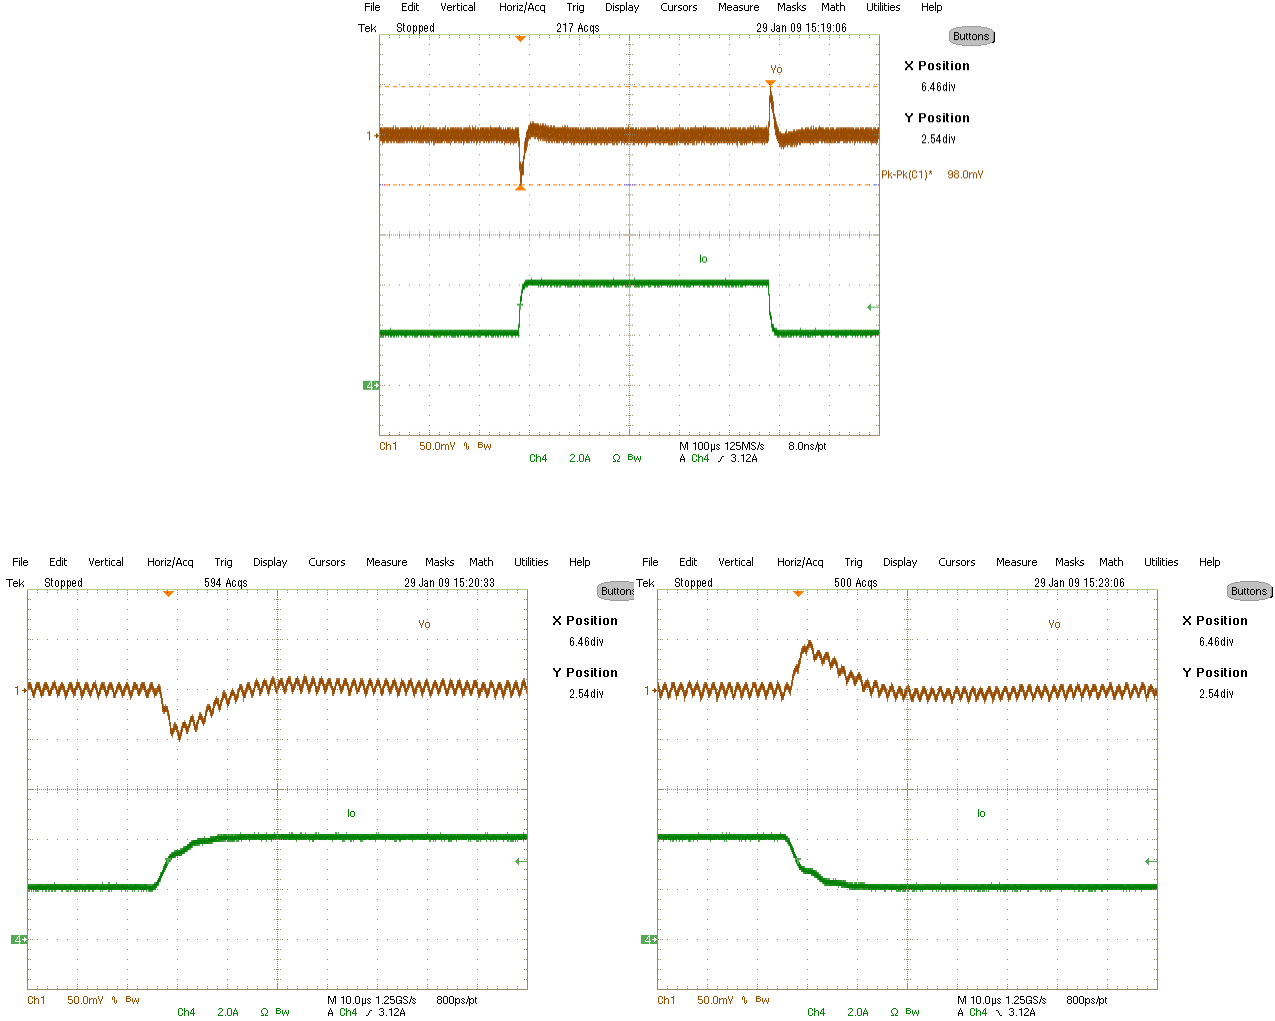 File Edit Vertical Horiz/Acq Trig Display Cursors Measure Masks Math Utilities Help
Tek Stopped 217 Acqs 29 Jan 09 15:19:06
Buttons
X Position
6.46div
Y Position
2.54div
Vo
1
Pk-Pk(C1)* 98.0mV
Io
4
Ch1 50.0mV % Bw M 100µs 125MS/s 8.0ns/pt
Ch4 2.0A Ω Bw A Ch4 / 3.12A
File Edit Vertical Horiz/Acq Trig Display Cursors Measure Masks Math Utilities Help
Tek Stopped 594 Acqs 29 Jan 09 15:20:33
Buttons
X Position
6.46div
Y Position
2.54div
Vo
1
Io
4
Ch1 50.0mV % Bw M 10.0µs 1.25GS/s 800ps/pt
Ch4 2.0A Ω Bw A Ch4 / 3.12A
File Edit Vertical Horiz/Acq Trig Display Cursors Measure Masks Math Utilities Help
Tek Stopped 500 Acqs 29 Jan 09 15:23:06
Buttons
X Position
6.46div
Y Position
2.54div
Vo
1
Io
4
Ch1 50.0mV % Bw M 10.0µs 1.25GS/s 800ps/pt
Ch4 2.0A Ω Bw A Ch4 \ 3.12A